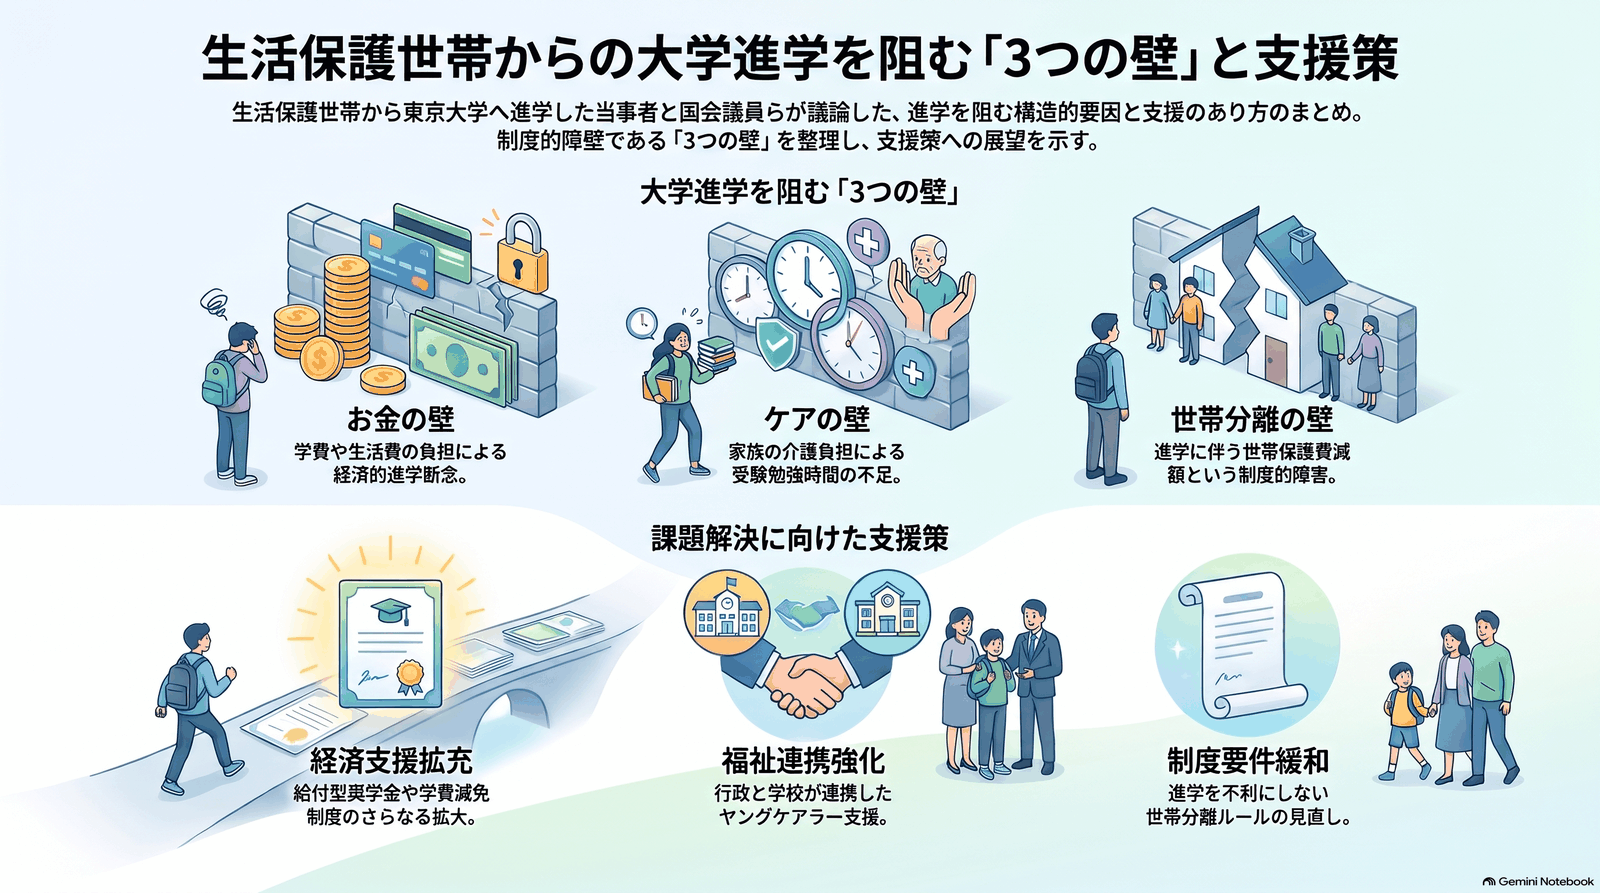 生活保護世帯からの大学進学を阻む「3つの壁」と支援策
生活保護世帯から東京大学へ進学した当事者と国会議員らが議論した、進学を阻む構造的要因と支援のあり方のまとめ。
制度的障壁である「3つの壁」を整理し、支援策への展望を示す。
大学進学を阻む「3つの壁」
お金の壁
学費や生活費の負担による
経済的進学断念。
ケアの壁
家族の介護負担による
受験勉強時間の不足。
世帯分離の壁
進学に伴う世帯保護費減
額という制度的障害。
課題解決に向けた支援策
経済支援拡充
給付型奨学金や学費減免
制度のさらなる拡大。
福祉連携強化
行政と学校が連携した
ヤングケアラー支援。
制度要件緩和
進学を不利にしない
世帯分離ルールの見直し。
Gemini Notebook